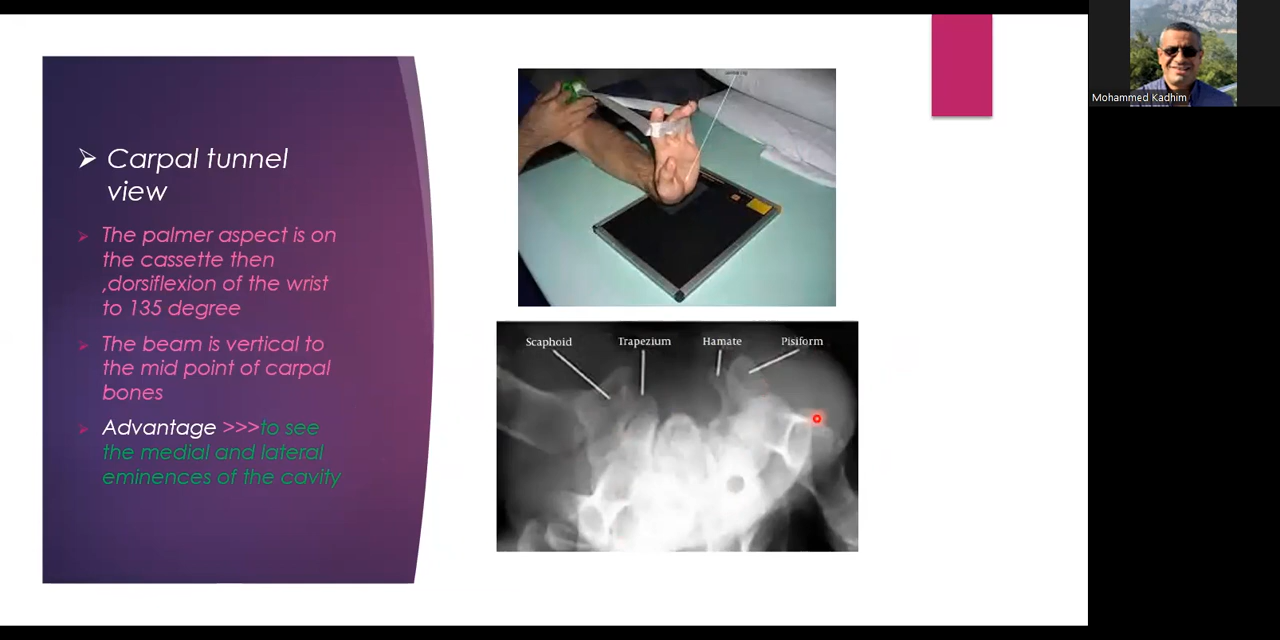 Carpal tunnel
view
The palmer aspect is on
the cassette then
,dorsiflexion of the wrist
to 135 degree
The beam is vertical to
the mid point of carpal
bones
Advantage >>>to see
the medial and lateral
eminences of the cavity
Scaphoid Trapezium Hamate Pisiform
Mohammed Kadhim